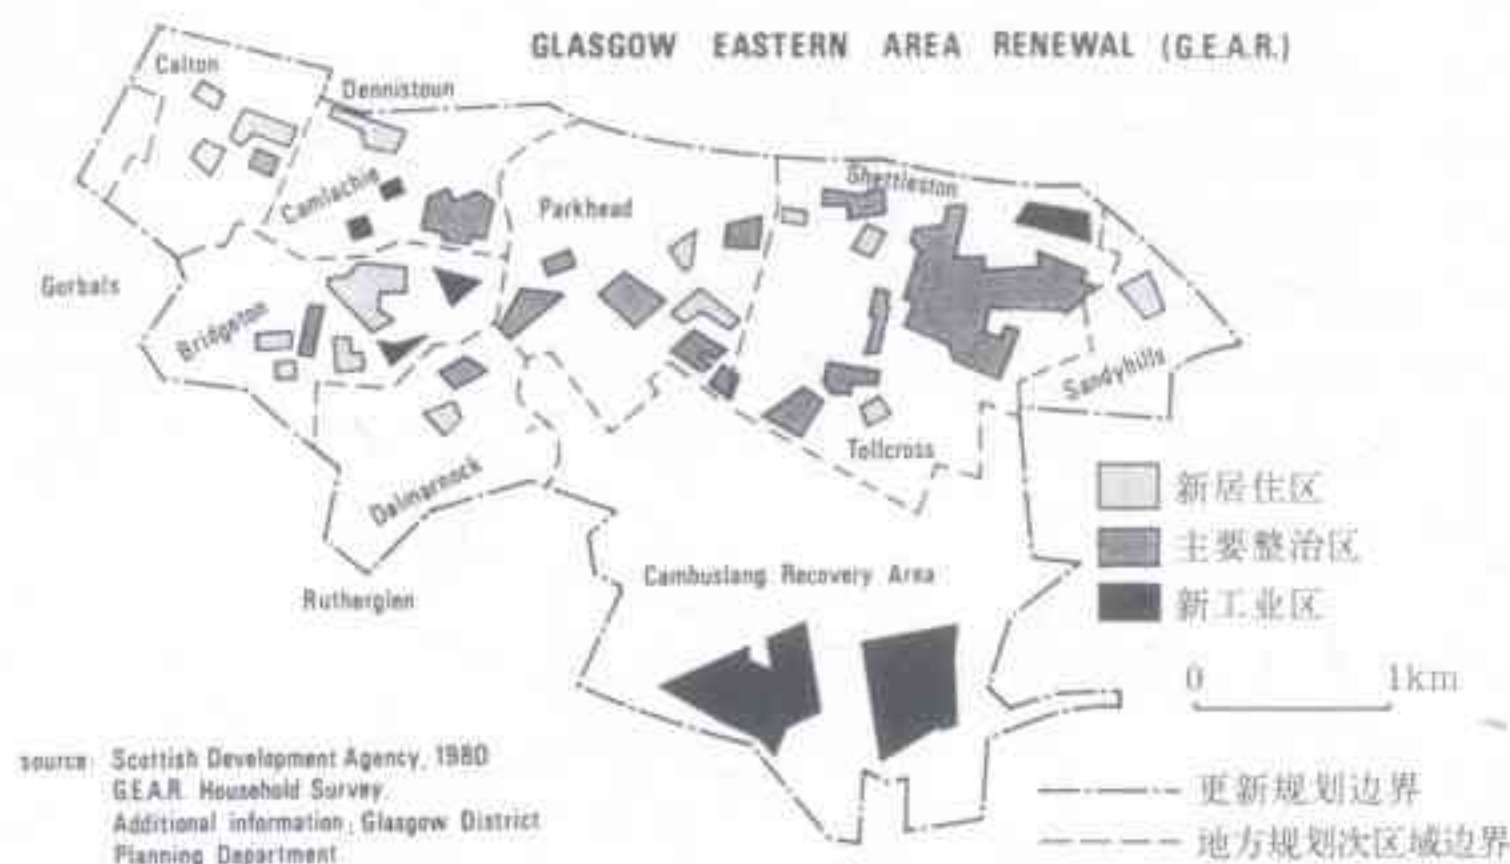 GLASGOW EASTERN AREA RENEWAL (G.E.A.R.)
Calton
Dennistoun
Camlachie
Parkhead
Shettleston
Gorbals
Bridgeton
Sandyhills
Tollcross
Dalmarnock
Rutherglen
Cambuslang Recovery Area
新居住区
主要整治区
新工业区
0 1km
更新规划边界
地方规划次区域边界
source: Scottish Development Agency, 1980
G.E.A.R. Household Survey.
Additional information; Glasgow District
Planning Department